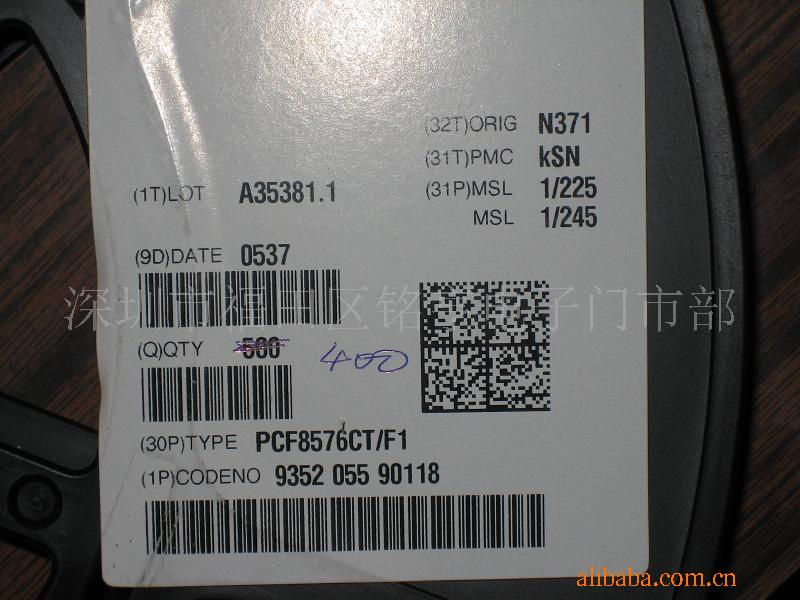 (32T)ORIG N371
(31T)PMC kSN
(1T)LOT A35381.1 (31P)MSL 1/225
MSL 1/245
(9D)DATE 0537
深圳市福田区铭 电子门市部
(Q)QTY 500 400
(30P)TYPE PCF8576CT/F1
(1P)CODENO 9352 055 90118
alibaba.com.cn